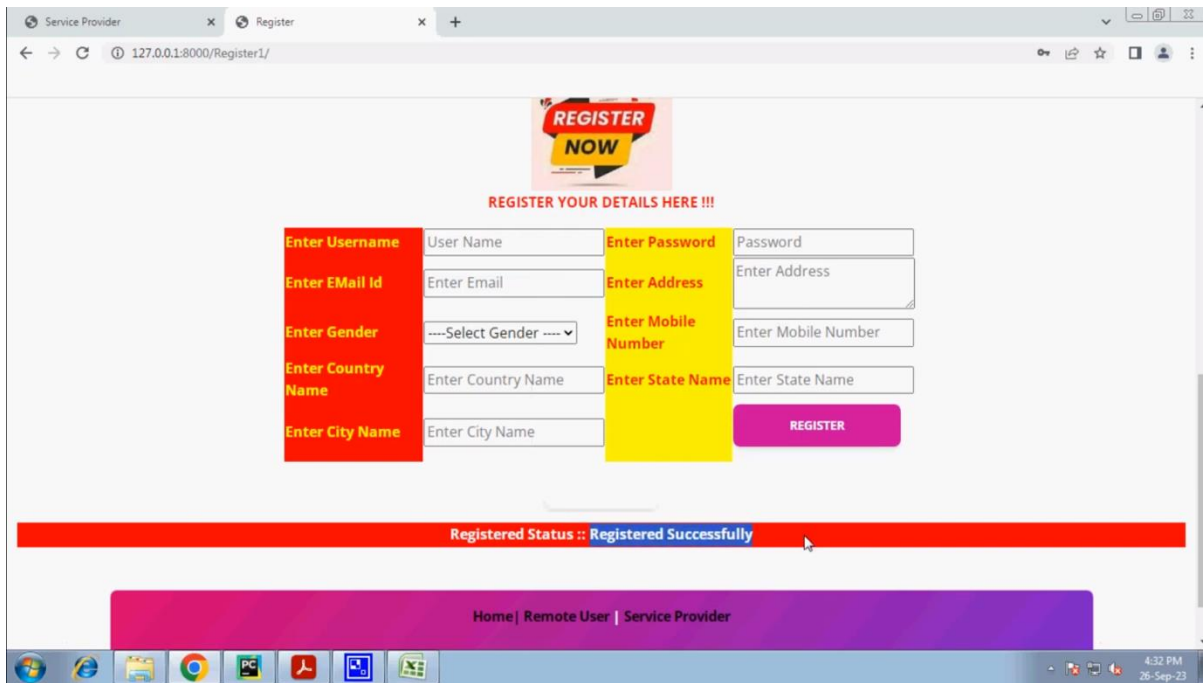 Service Provider
Register
127.0.0.1:8000/Register1/
REGISTER
NOW
REGISTER YOUR DETAILS HERE !!!
Enter Username User Name Enter Password Password
Enter EMail Id Enter Email Enter Address Enter Address
Enter Gender ----Select Gender ---- Enter Mobile Number Enter Mobile Number
Enter Country Name Enter Country Name Enter State Name Enter State Name
Enter City Name Enter City Name REGISTER
Registered Status :: Registered Successfully
Home| Remote User | Service Provider
PC
4:32 PM
26-Sep-23